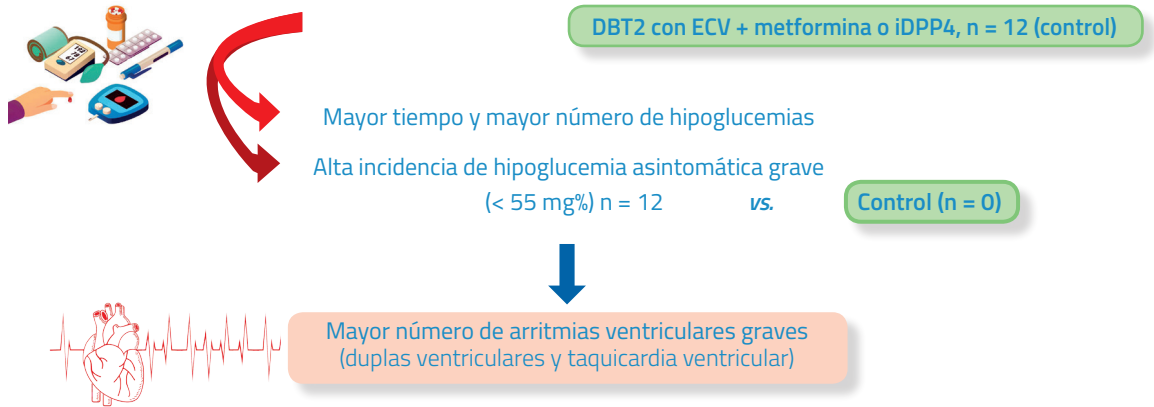 DBT2 con ECV + metformina o iDPP4, n = 12 (control)
Mayor tiempo y mayor número de hipoglucemias
Alta incidencia de hipoglucemia asintomática grave
(< 55 mg%) n = 12 vs. Control (n = 0)
Mayor número de arritmias ventriculares graves
(duplas ventriculares y taquicardia ventricular)